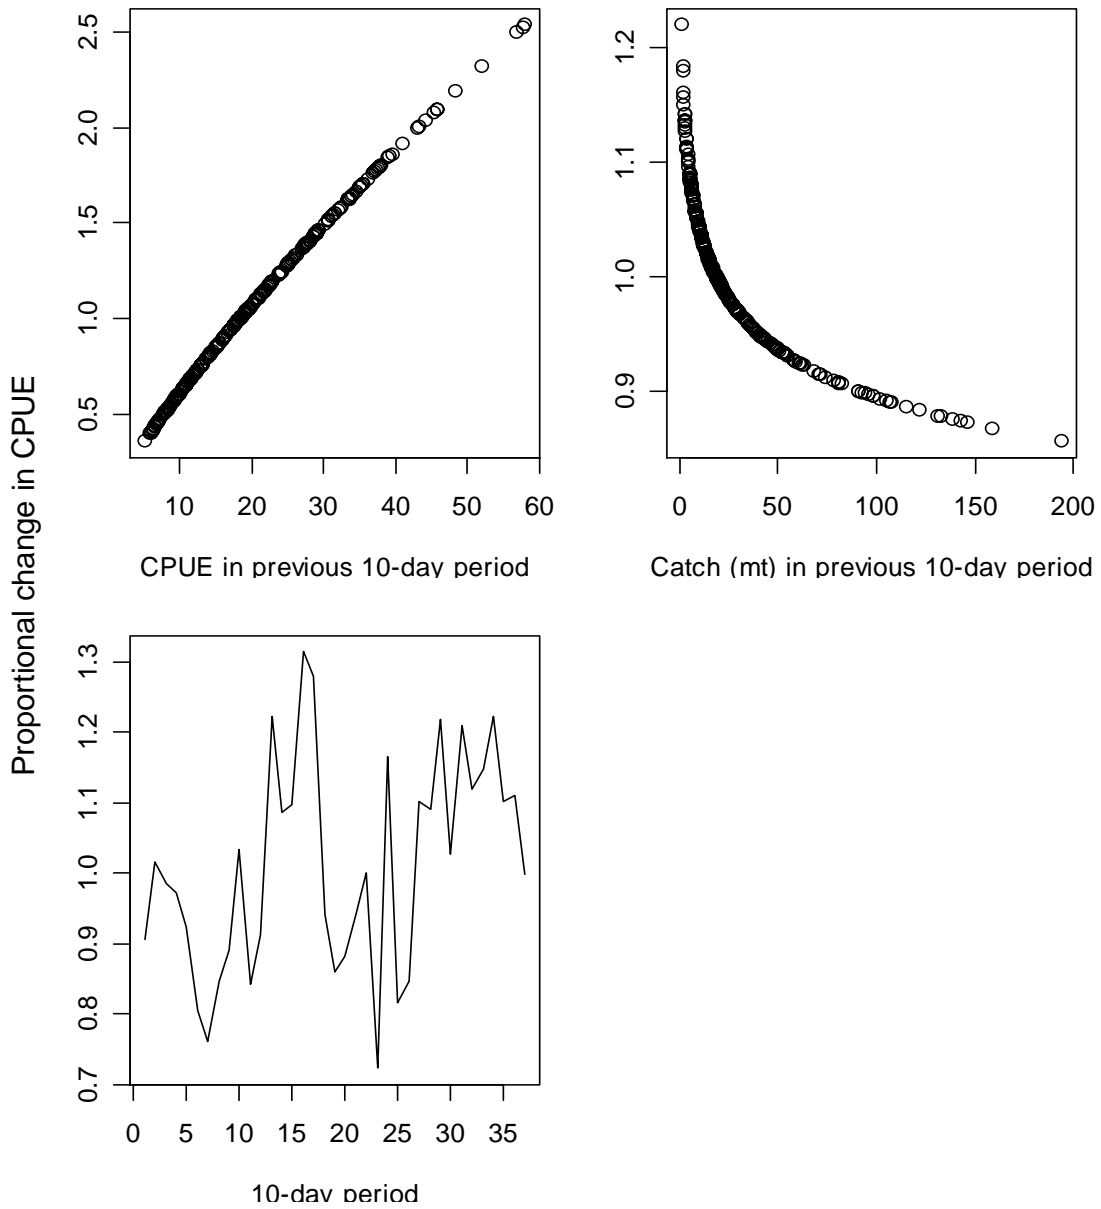 Proportional change in CPUE
2.5
2.0
1.5
1.0
0.5
10 20 30 40 50 60
CPUE in previous 10-day period
1.2
1.1
1.0
0.9
0 50 100 150 200
Catch (mt) in previous 10-day period
1.3
1.2
1.1
1.0
0.9
0.8
0.7
0 5 10 15 20 25 30 35
10-day period